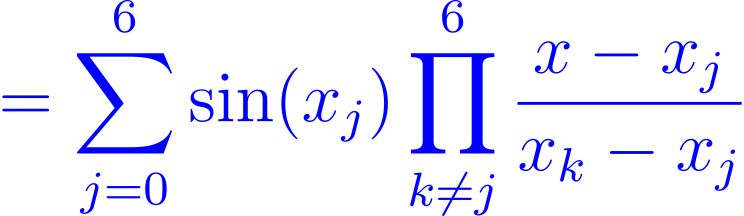 = \sum_{j=0}^{6} \sin(x_j) \prod_{k \neq j}^{6} \frac{x - x_j}{x_k - x_j}